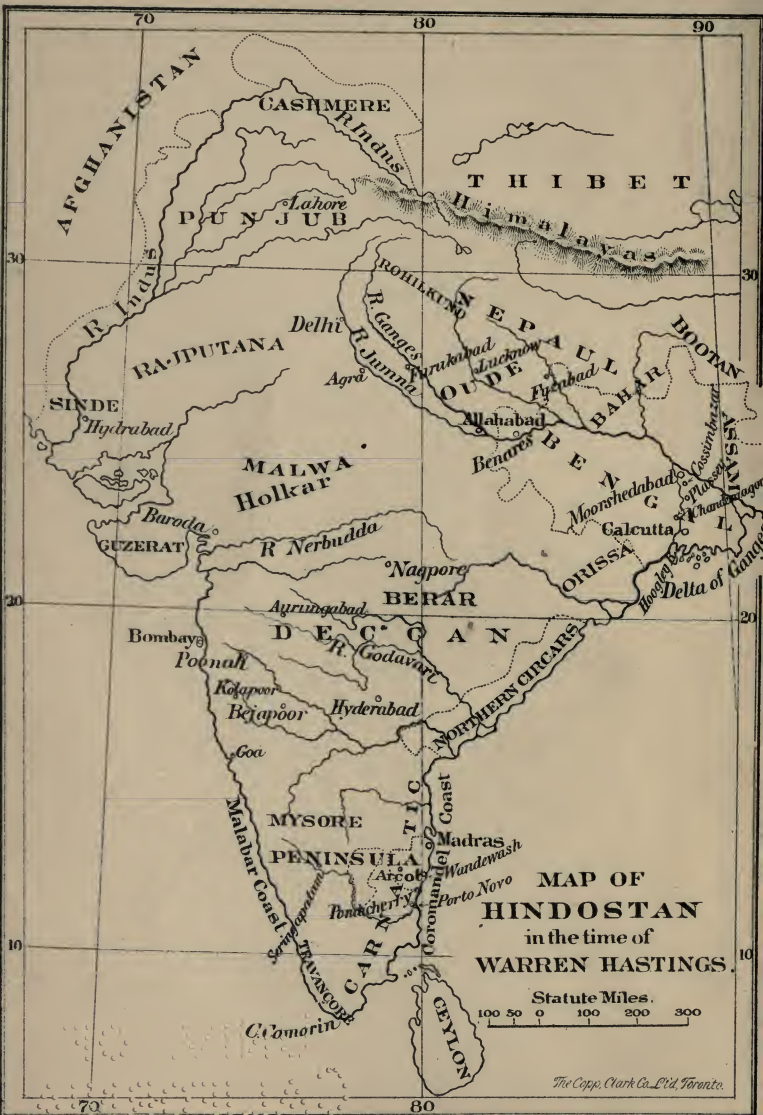 70
80
90
AFGHANISTAN
CASHMERE
R Indus
THIBET
Himalayas
PUNJUB
Lahore
30
30
R Indus
ROHILKUND
NEPAUL
BOOTAN
Delhi
R. Ganges
R Jumna
RAJPUTANA
Furukabad
Lucknow
OUDE
Fyzabad
BAHAR
Agra
ASSAM
SINDE
Hydrabad
Allahabad
Benares
BENGAL
Cossimbazar
Moorshedabad
Plassey
Chandanagor
MALWA
Holkar
Calcutta
Baroda
GUZERAT
R Nerbudda
ORISSA
Hoogley R
Delta of Ganges
Nagpore
BERAR
20
20
Ayrungabad
DECCAN
R. Godavari
Bombay
Poonah
NORTHERN CIRCARS
Kolapoor
Bejapoor
Hyderabad
Goa
MYSORE
PENINSULA
CARNATIC
Coromandel Coast
Madras
Arcot
Wandewash
Pondicherry
Porto Novo
Malabar Coast
Seringapatam
10
10
TRAVANCORE
C. Comorin
CEYLON
MAP OF
HINDOSTAN
in the time of
WARREN HASTINGS.
Statute Miles.
100 50 0 100 200 300
The Copp, Clark Co. L'td, Toronto.
70
80